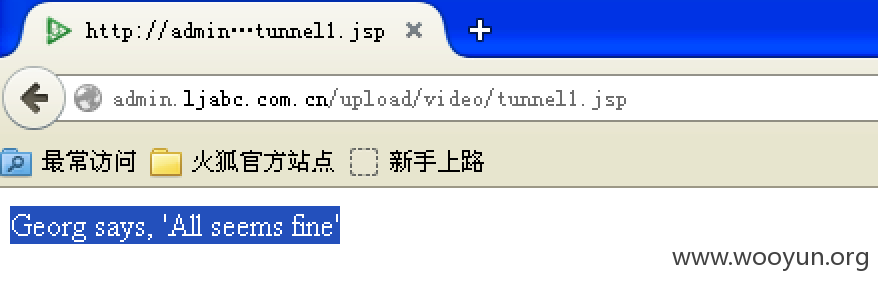 http://admin…tunnel1.jsp
admin.ljabc.com.cn/upload/video/tunnel1.jsp
最常访问 火狐官方站点 新手上路
Georg says, 'All seems fine'
www.wooyun.org